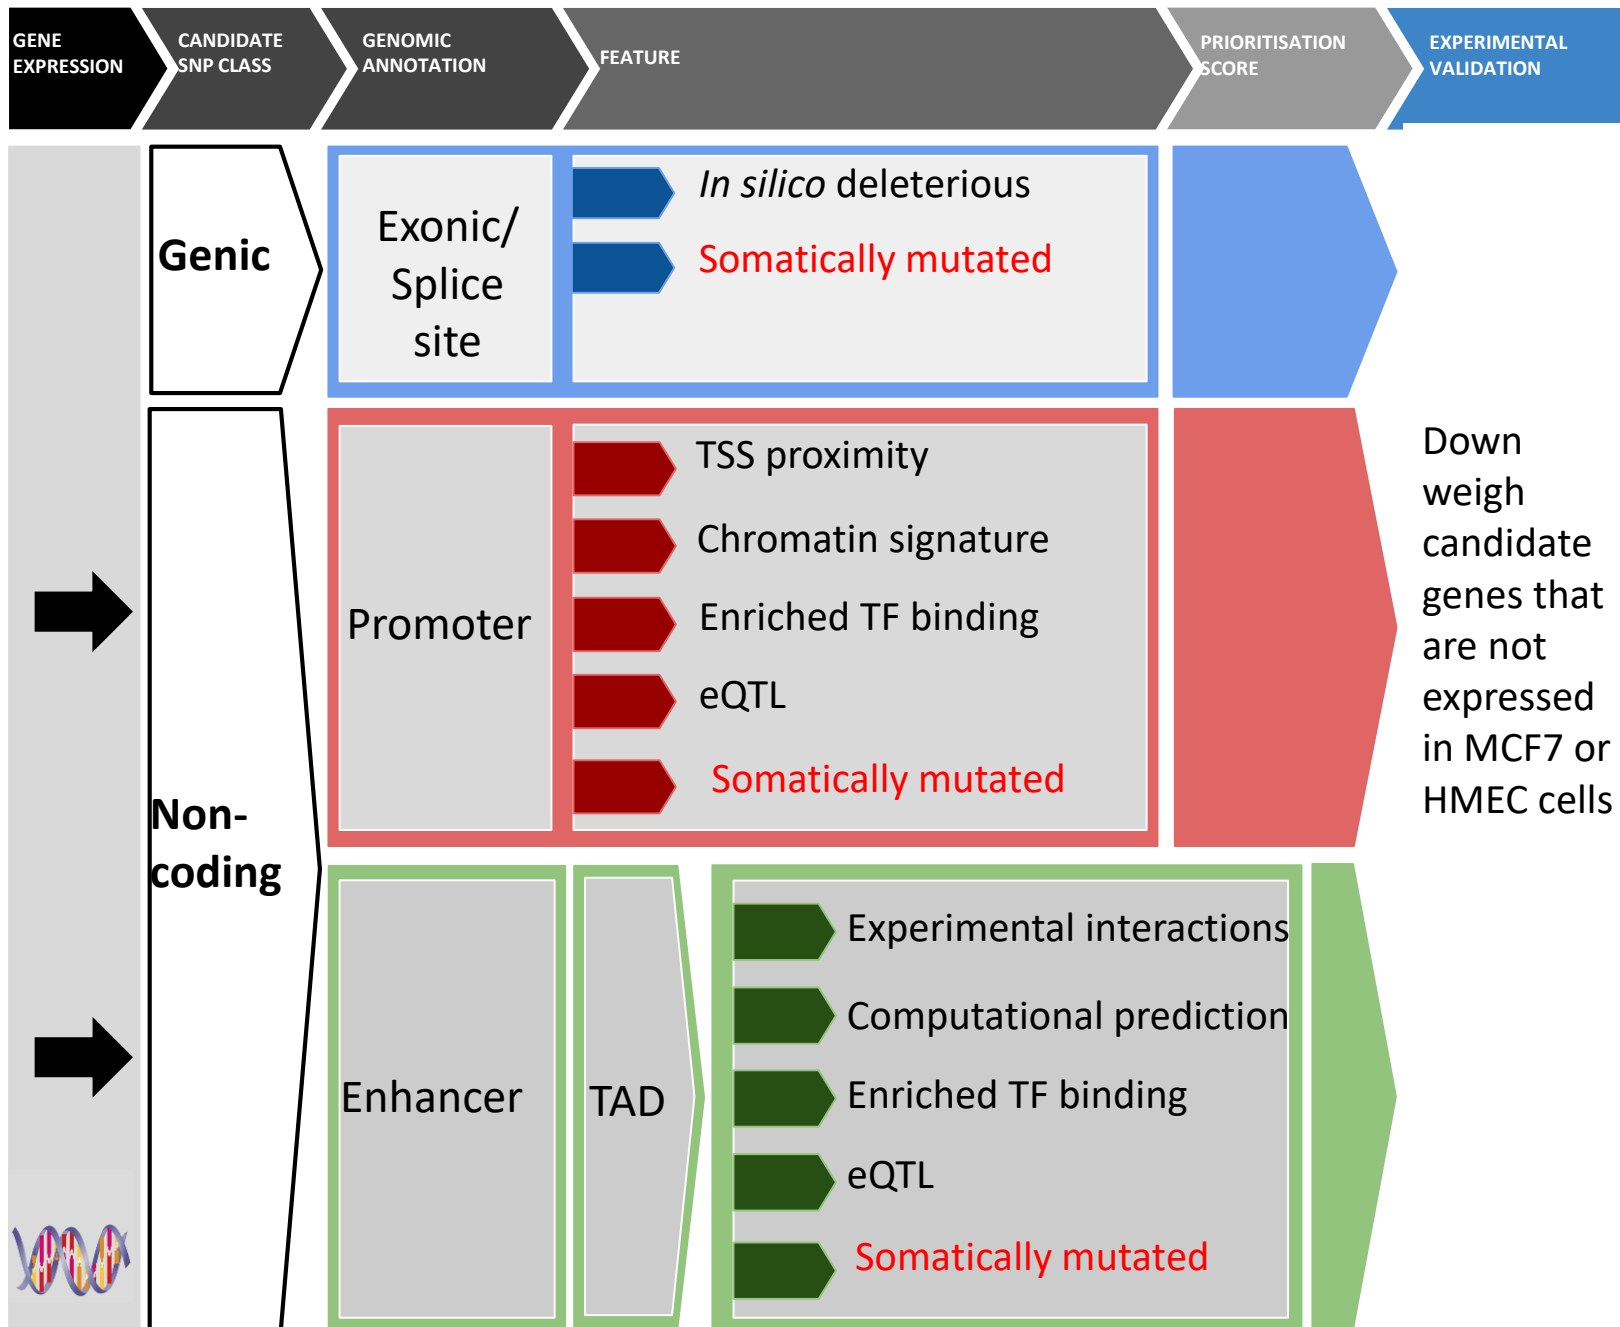 GENE
EXPRESSION
CANDIDATE
SNP CLASS
GENOMIC
ANNOTATION
FEATURE
PRIORITISATION
SCORE
EXPERIMENTAL
VALIDATION
Genic
Exonic/
Splice
site
In silico deleterious
Somatically mutated
Non-
coding
Promoter
TSS proximity
Chromatin signature
Enriched TF binding
eQTL
Somatically mutated
Enhancer
TAD
Experimental interactions
Computational prediction
Enriched TF binding
eQTL
Somatically mutated
Down
weigh
candidate
genes that
are not
expressed
in MCF7 or
HMEC cells